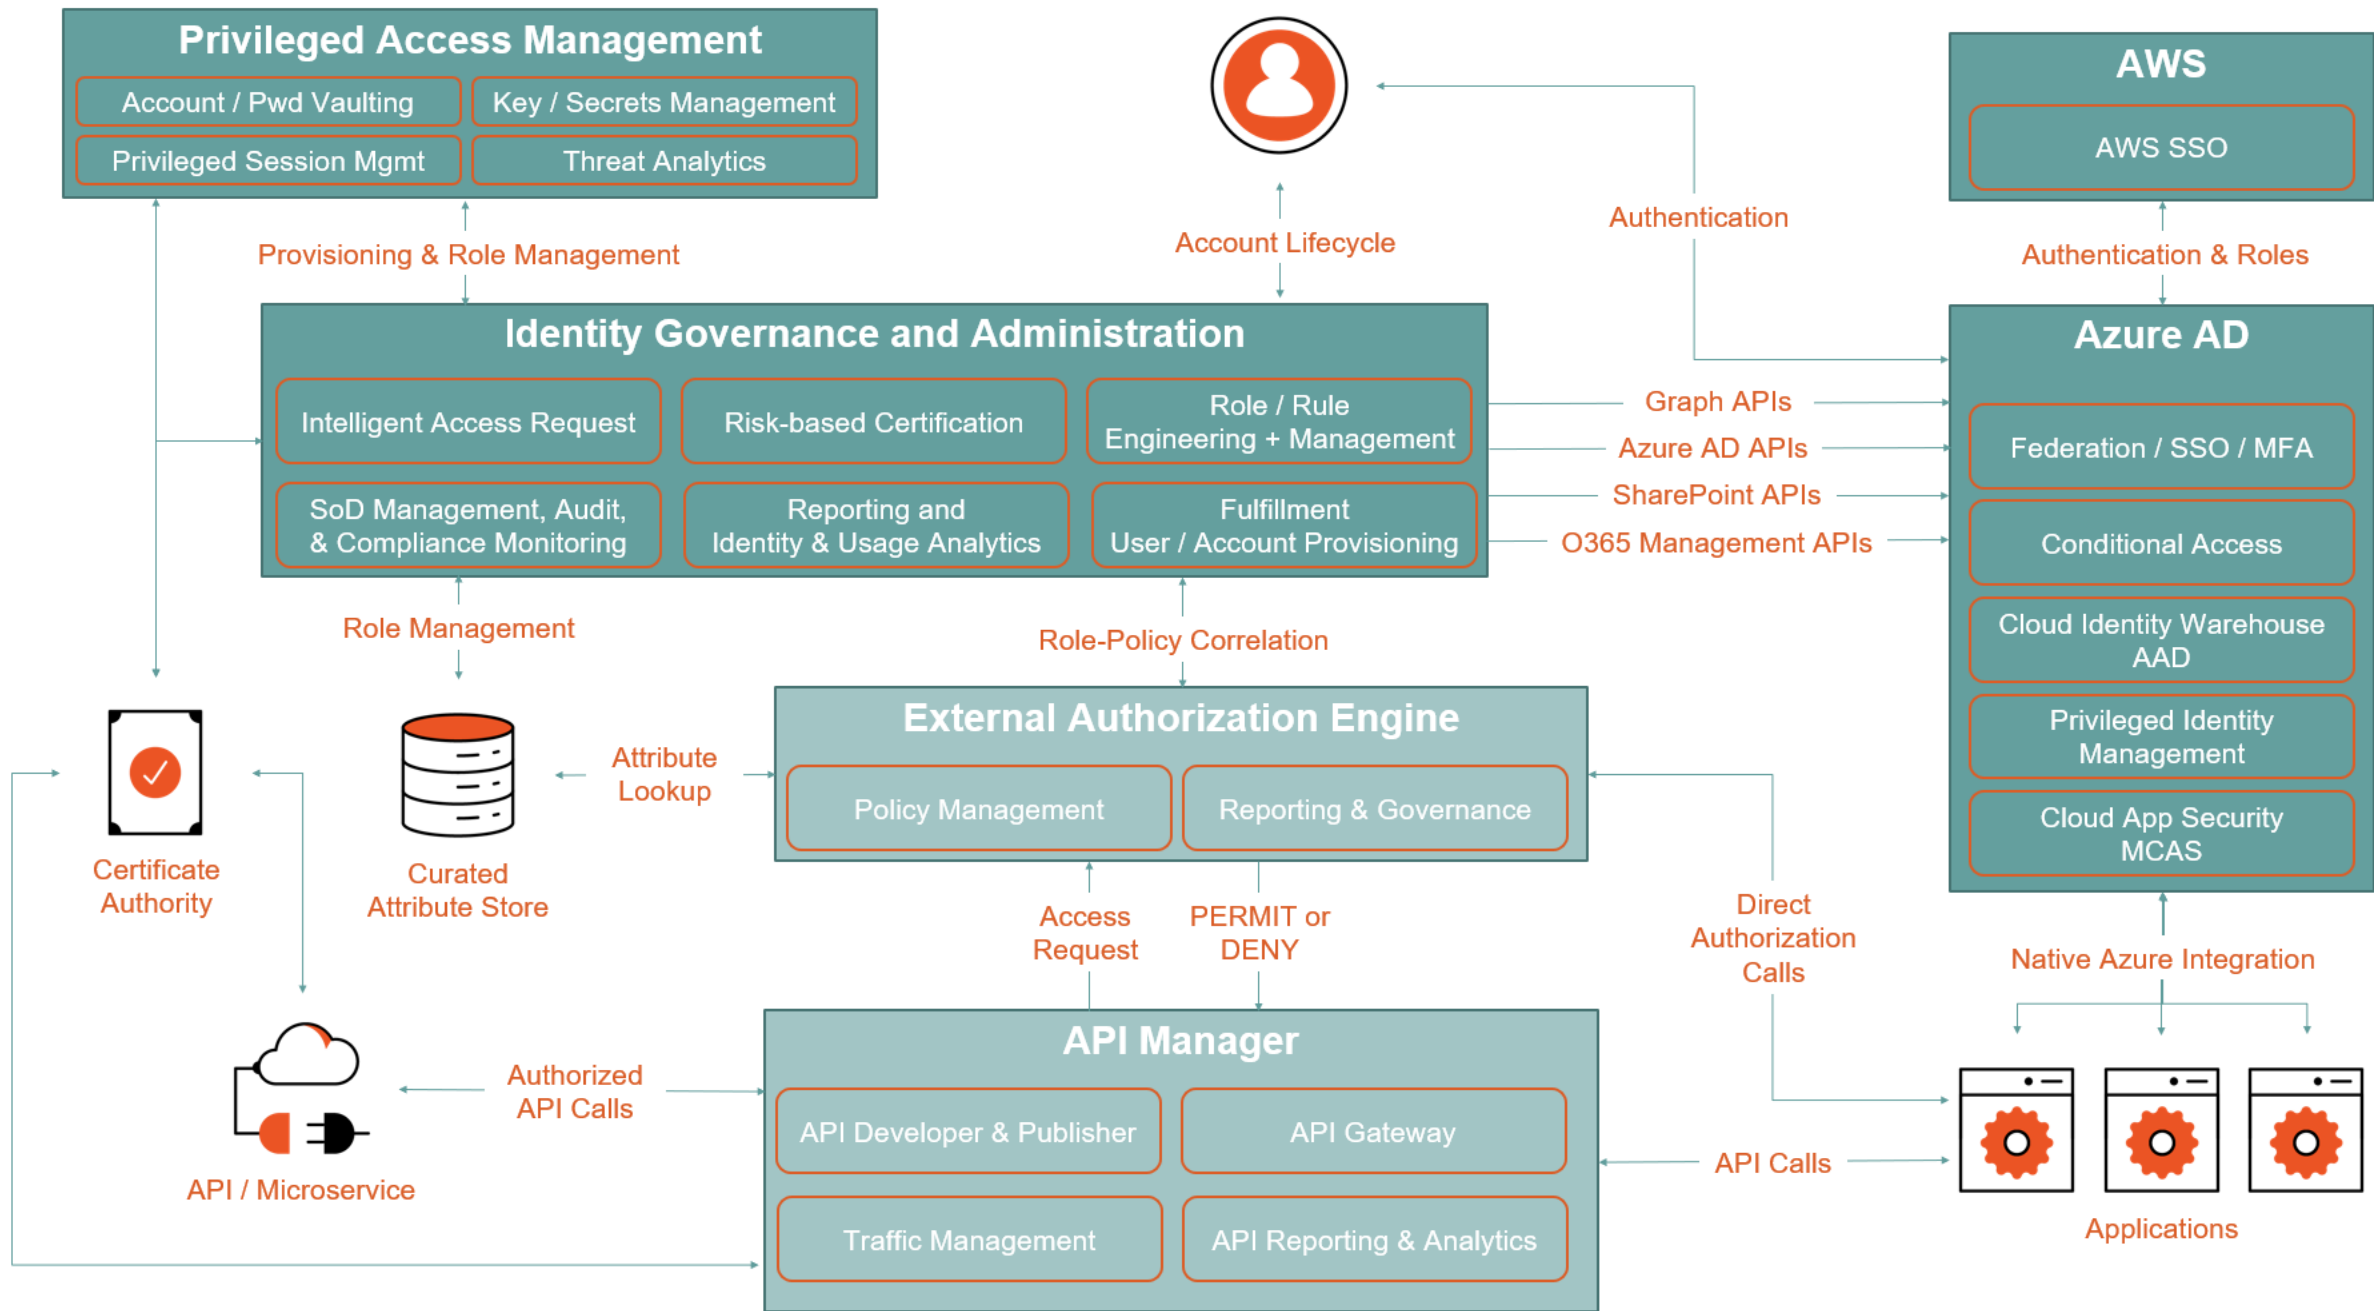 Privileged Access Management
Account / Pwd Vaulting
Key / Secrets Management
Privileged Session Mgmt
Threat Analytics
AWS
AWS SSO
Authentication
Provisioning & Role Management
Account Lifecycle
Authentication & Roles
Identity Governance and Administration
Intelligent Access Request
Risk-based Certification
Role / Rule
Engineering + Management
SoD Management, Audit,
& Compliance Monitoring
Reporting and
Identity & Usage Analytics
Fulfillment
User / Account Provisioning
Graph APIs
Azure AD APIs
SharePoint APIs
O365 Management APIs
Azure AD
Federation / SSO / MFA
Conditional Access
Cloud Identity Warehouse
AAD
Privileged Identity
Management
Cloud App Security
MCAS
Role Management
Role-Policy Correlation
External Authorization Engine
Policy Management
Reporting & Governance
Attribute
Lookup
Certificate
Authority
Curated
Attribute Store
Access
Request
PERMIT or
DENY
Direct
Authorization
Calls
Native Azure Integration
API Manager
API Developer & Publisher
API Gateway
Traffic Management
API Reporting & Analytics
Authorized
API Calls
API / Microservice
API Calls
Applications